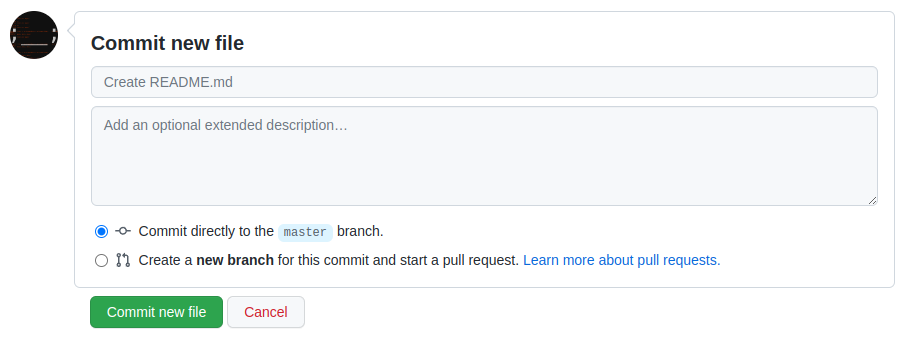 Commit new file
Create README.md
Add an optional extended description…
Commit directly to the master branch.
Create a new branch for this commit and start a pull request. Learn more about pull requests.
Commit new file Cancel